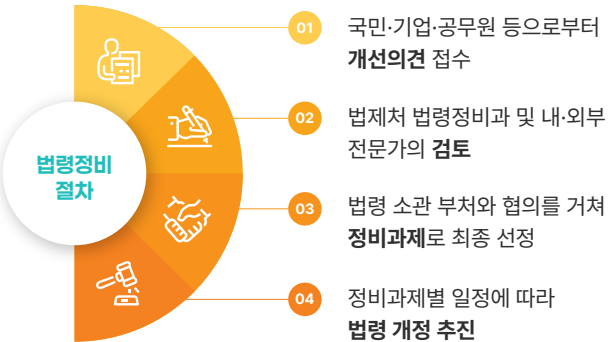 법령정비
절차
01
국민·기업·공무원 등으로부터
개선의견 접수
02
법제처 법령정비과 및 내·외부
전문가의 검토
03
법령 소관 부처와 협의를 거쳐
정비과제로 최종 선정
04
정비과제별 일정에 따라
법령 개정 추진